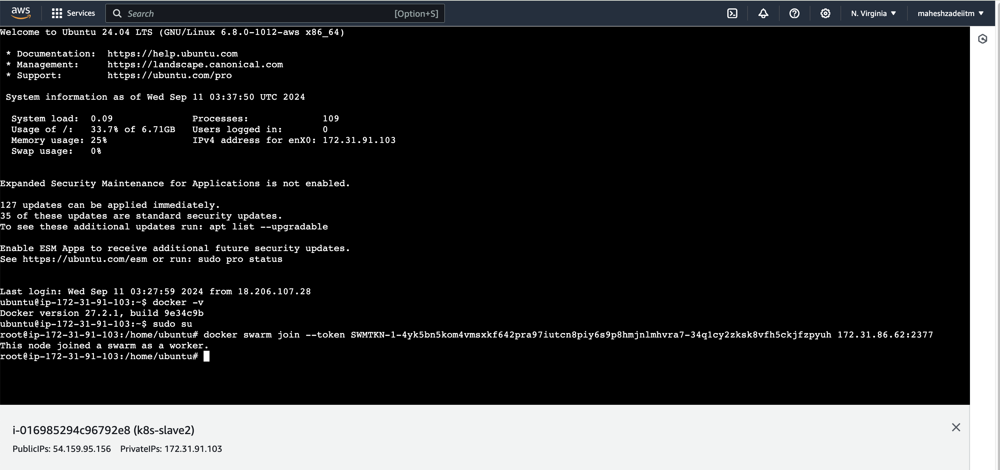 aws Services Search [Option+S] N. Virginia ▼ maheshzadeiitm ▼
Welcome to Ubuntu 24.04 LTS (GNU/Linux 6.8.0-1012-aws x86_64)
* Documentation: https://help.ubuntu.com
* Management: https://landscape.canonical.com
* Support: https://ubuntu.com/pro
System information as of Wed Sep 11 03:37:50 UTC 2024
System load: 0.09 Processes: 109
Usage of /: 33.7% of 6.71GB Users logged in: 0
Memory usage: 25% IPv4 address for enX0: 172.31.91.103
Swap usage: 0%
Expanded Security Maintenance for Applications is not enabled.
127 updates can be applied immediately.
35 of these updates are standard security updates.
To see these additional updates run: apt list --upgradable
Enable ESM Apps to receive additional future security updates.
See https://ubuntu.com/esm or run: sudo pro status
Last login: Wed Sep 11 03:27:59 2024 from 18.206.107.28
ubuntu@ip-172-31-91-103:~$ docker -v
Docker version 27.2.1, build 9e34c9b
ubuntu@ip-172-31-91-103:~$ sudo su
root@ip-172-31-91-103:/home/ubuntu# docker swarm join --token SWMTKN-1-4yk5bn5kom4vmsxkf642pra97iutcn8piy6s9p8hmjnlmhvra7-34q1cy2zksk8vfh5ckjfzpyuh 172.31.86.62:2377
This node joined a swarm as a worker.
root@ip-172-31-91-103:/home/ubuntu#
i-016985294c96792e8 (k8s-slave2)
PublicIPs: 54.159.95.156 PrivateIPs: 172.31.91.103